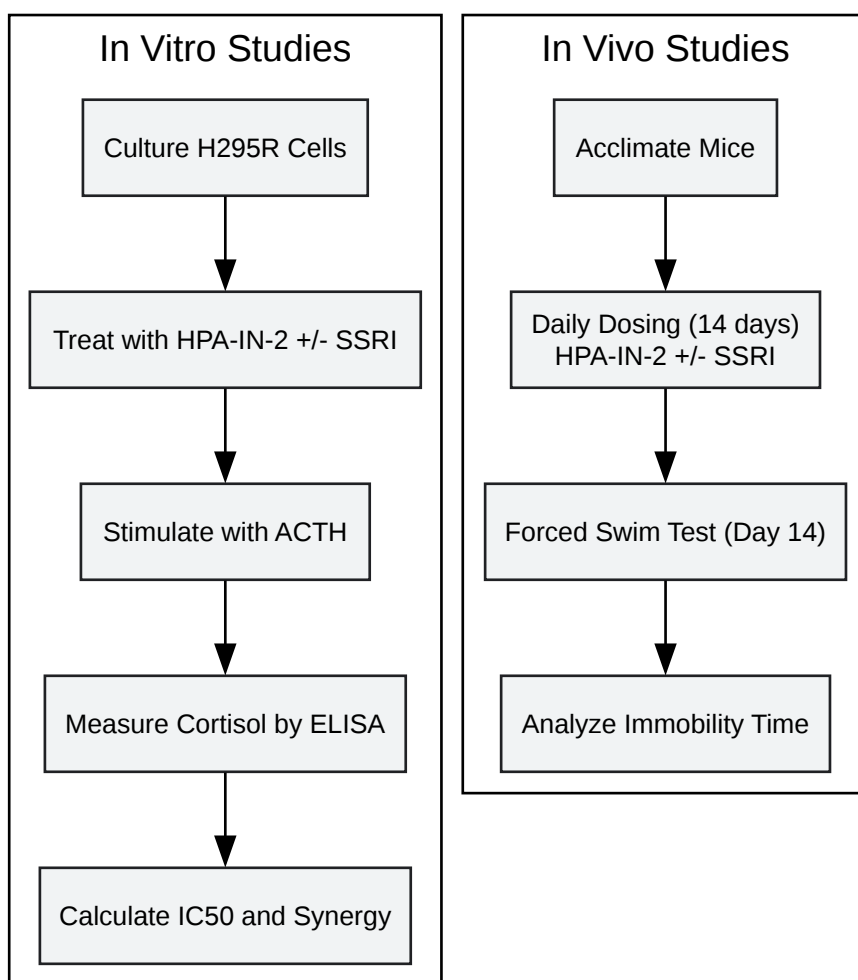 In Vitro Studies
Culture H295R Cells
Treat with HPA-IN-2 +/- SSRI
Stimulate with ACTH
Measure Cortisol by ELISA
Calculate IC50 and Synergy
In Vivo Studies
Acclimate Mice
Daily Dosing (14 days)
HPA-IN-2 +/- SSRI
Forced Swim Test (Day 14)
Analyze Immobility Time